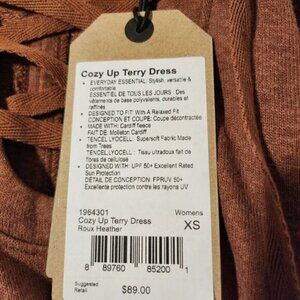 Cozy Up Terry Dress
• EVERYDAY ESSENTIAL: Stylish, versatile &
comfortable
ESSENTIEL DE TOUS LES JOURS : Des
vêtements de base polyvalents, durables et
raffinés
• DESIGNED TO FIT: With A Relaxed Fit
CONCEPTION ET COUPE: Coupe décontractée
• MADE WITH: Cardiff fleece
FAIT DE: Molleton Cardiff
• TENCEL LYOCELL: Supersoft Fabric Made
from Trees
TENCEL LYOCELL : Tissu ultradoux fait de
fibres de cellulose
• DESIGNED WITH: UPF 50+ Excellent Rated
Sun Protection
DÉTAIL DE CONCEPTION: FPRUV 50+
Excellente protection contre les rayons UV
1964301 Womens
Cozy Up Terry Dress XS
Roux Heather
8 89760 85200 1
Suggested
Retail $89.00